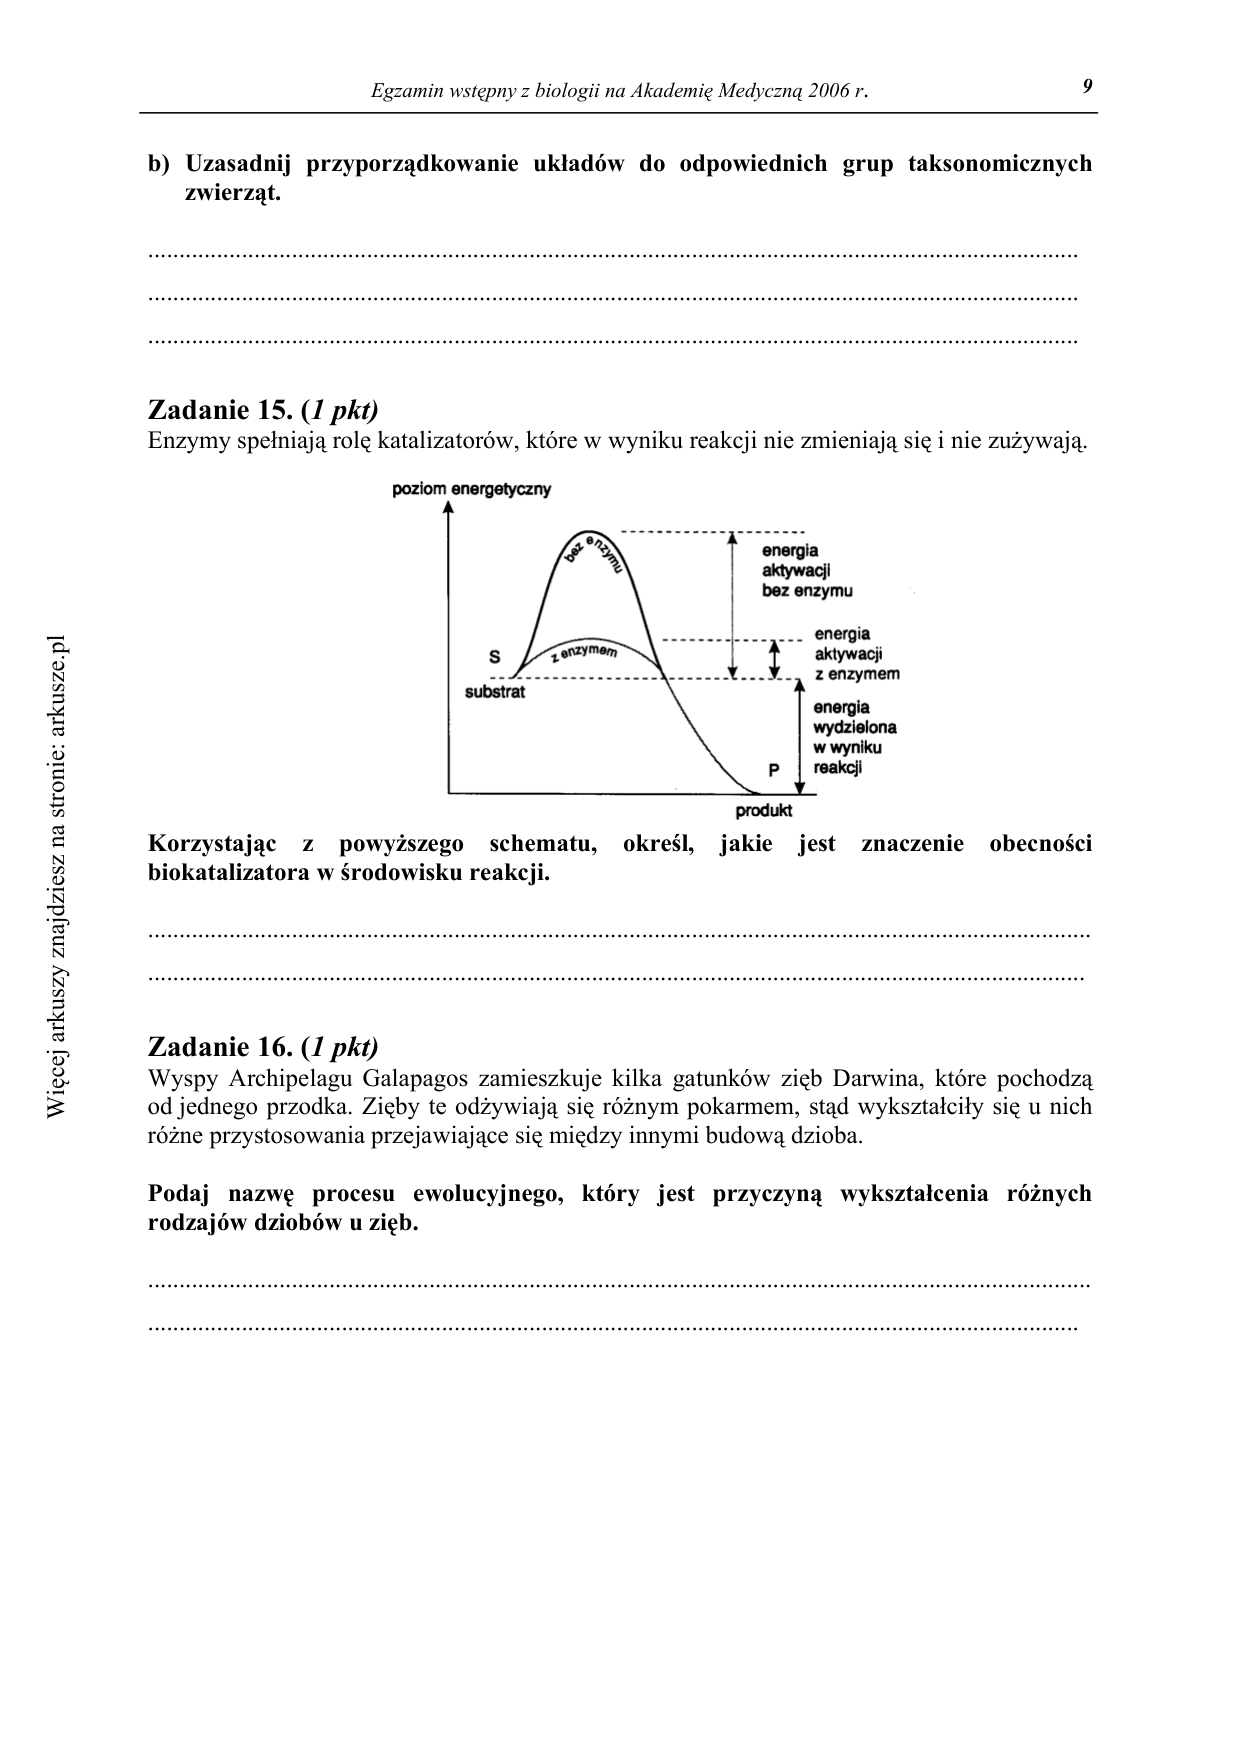 Egzamin wstępny z biologii na Akademię Medyczną 2006 r.
9
b) Uzasadnij przyporządkowanie układów do odpowiednich grup taksonomicznych
zwierząt.
Zadanie 15. (1 pkt)
Enzymy spełniają rolę katalizatorów, które w wyniku reakcji nie zmieniają się i nie zużywają.
poziom energetyczny
bez enzymu
energia
aktywacji
bez enzymu
energia
aktywacji
z enzymem
S
z enzymem
substrat
energia
wydzielona
w wyniku
reakcji
P
produkt
Korzystając z powyższego schematu, określ, jakie jest znaczenie obecności
biokatalizatora w środowisku reakcji.
Zadanie 16. (1 pkt)
Wyspy Archipelagu Galapagos zamieszkuje kilka gatunków zięb Darwina, które pochodzą
od jednego przodka. Zięby te odżywiają się różnym pokarmem, stąd wykształciły się u nich
różne przystosowania przejawiające się między innymi budową dzioba.
Podaj nazwę procesu ewolucyjnego, który jest przyczyną wykształcenia różnych
rodzajów dziobów u zięb.
Więcej arkuszy znajdziesz na stronie: arkusze.pl